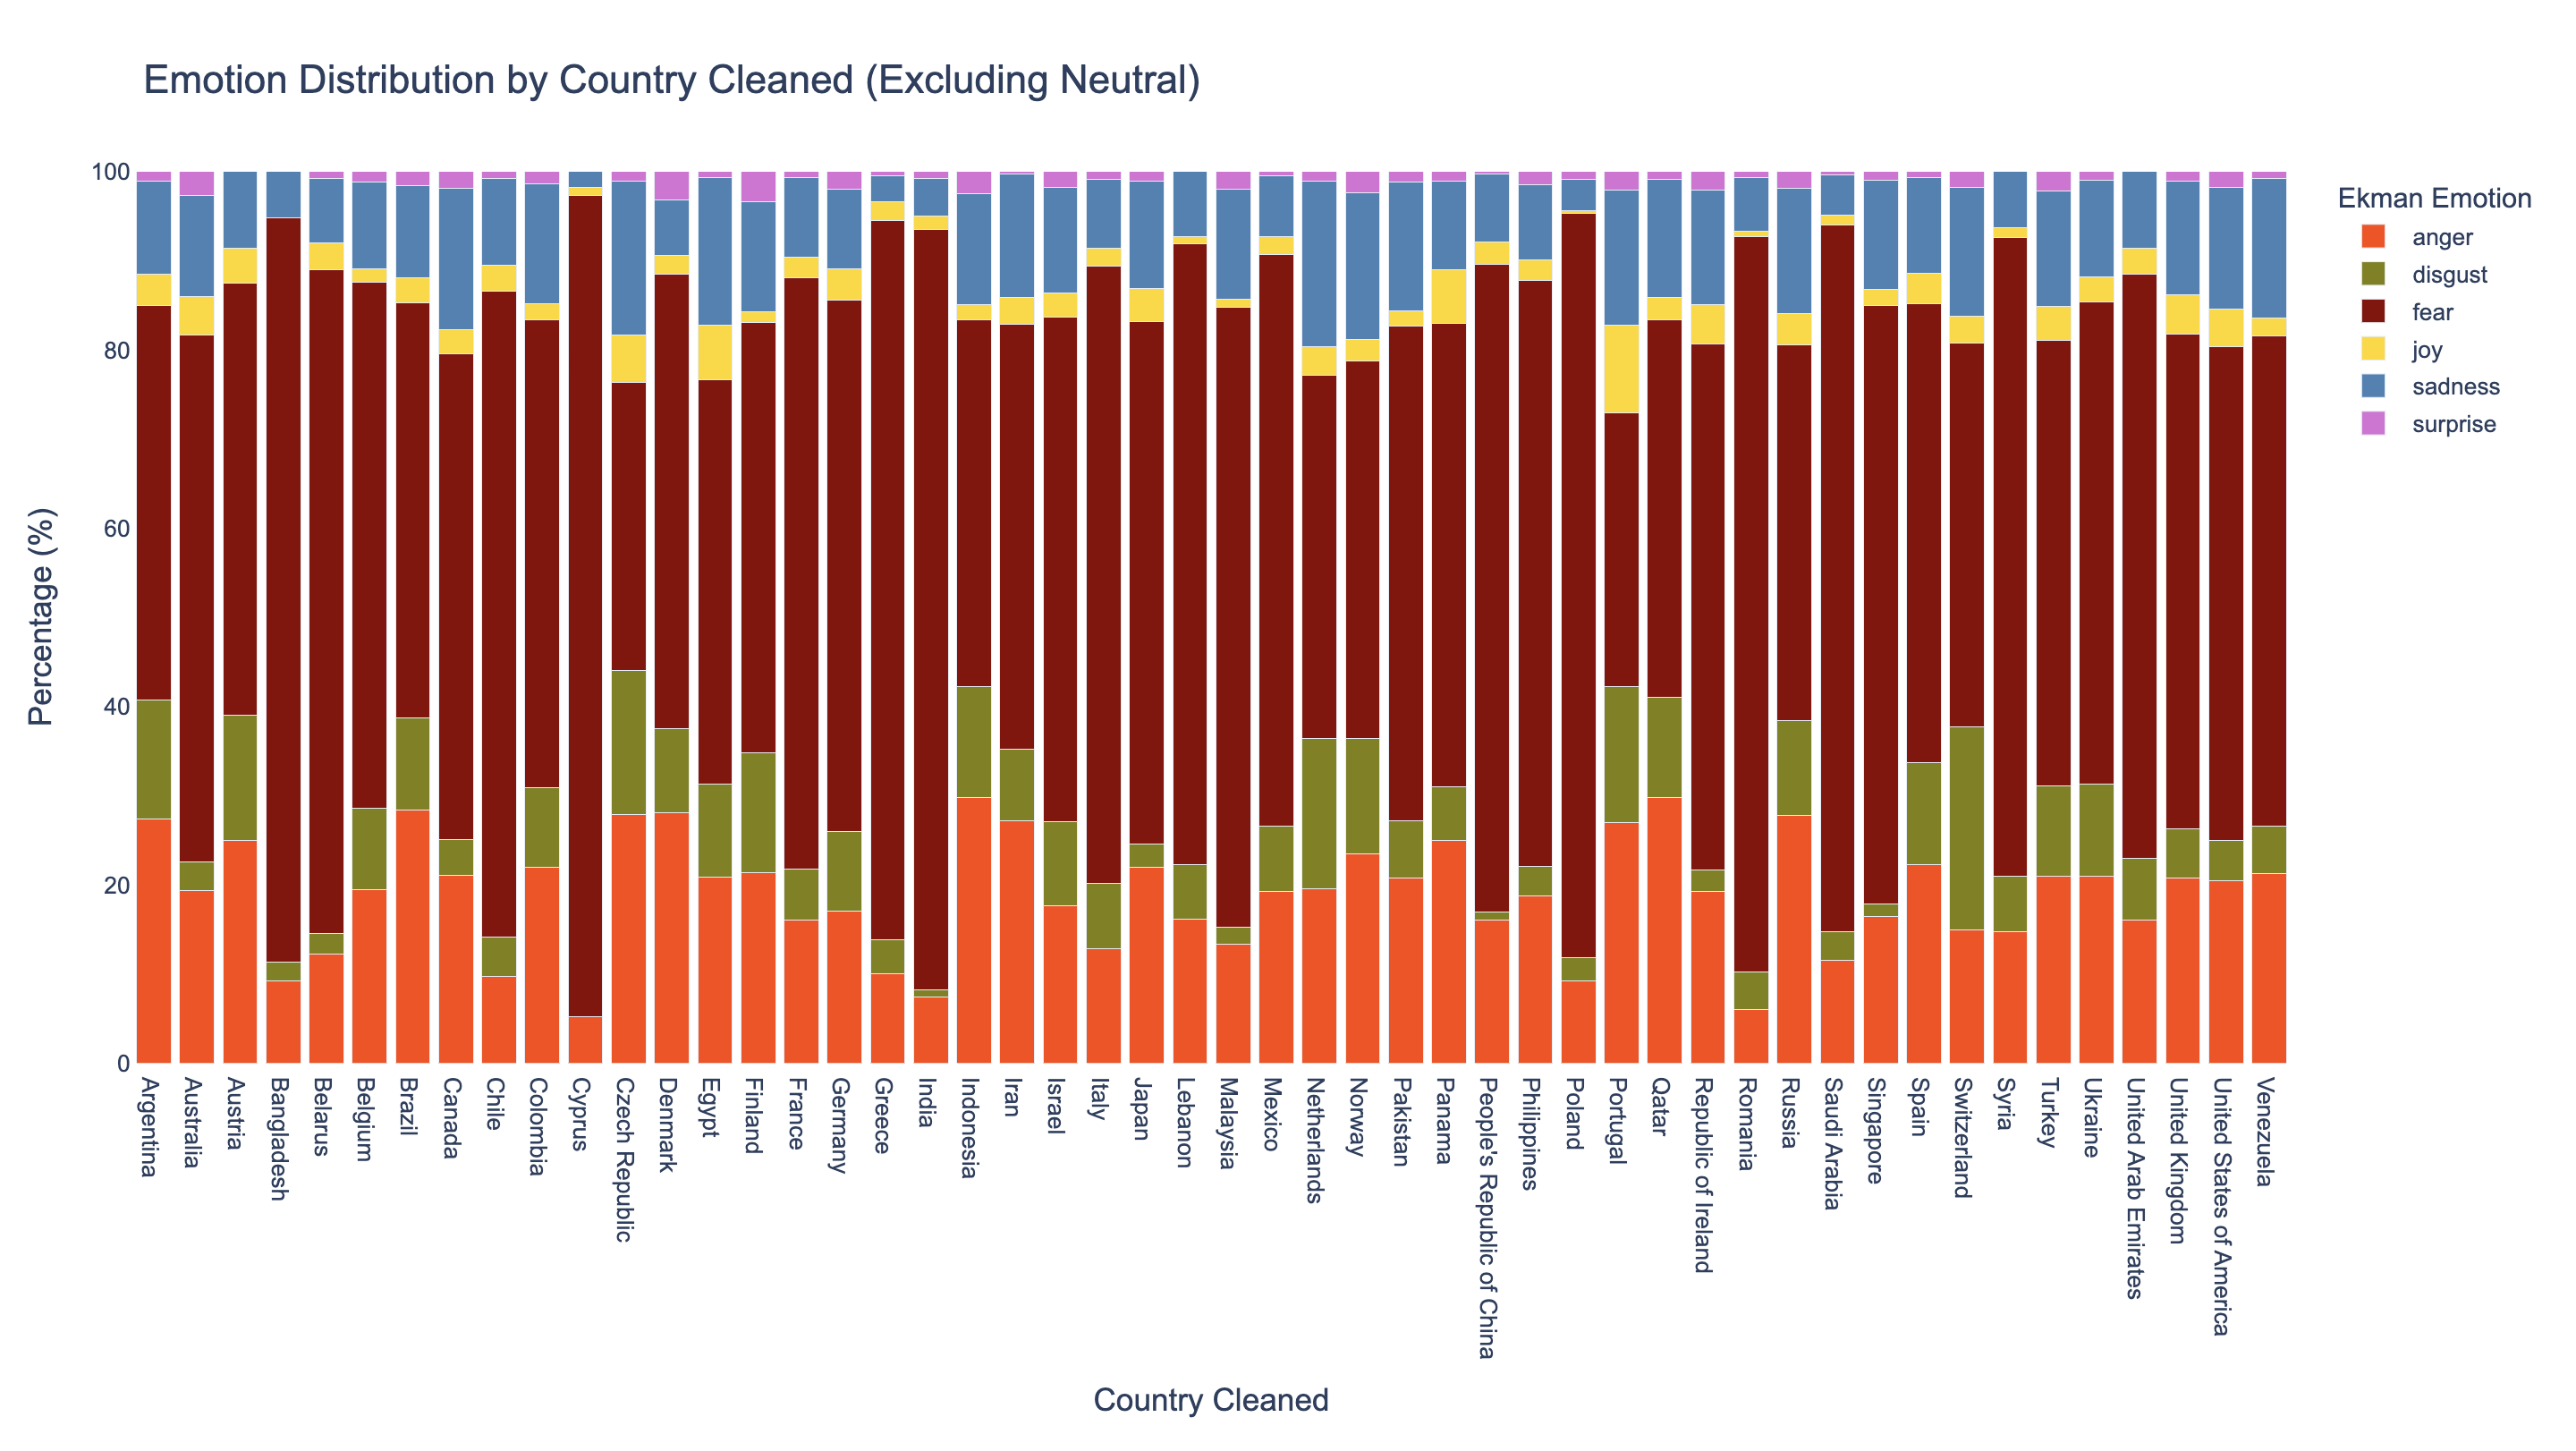 Emotion Distribution by Country Cleaned (Excluding Neutral)
Percentage (%)
100
80
60
40
20
0
Argentina
Australia
Austria
Bangladesh
Belarus
Belgium
Brazil
Canada
Chile
Colombia
Cyprus
Czech Republic
Denmark
Egypt
Finland
France
Germany
Greece
India
Indonesia
Iran
Israel
Italy
Japan
Lebanon
Malaysia
Mexico
Netherlands
Norway
Pakistan
Panama
People's Republic of China
Philippines
Poland
Portugal
Qatar
Republic of Ireland
Romania
Russia
Saudi Arabia
Singapore
Spain
Switzerland
Syria
Turkey
Ukraine
United Arab Emirates
United Kingdom
United States of America
Venezuela
Country Cleaned
Ekman Emotion
anger
disgust
fear
joy
sadness
surprise